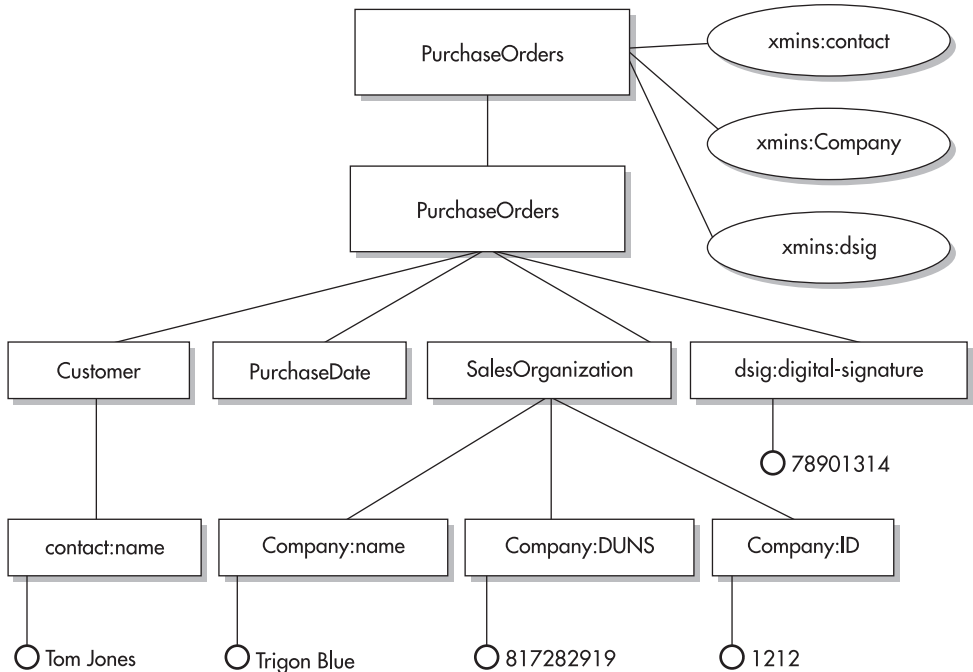 PurchaseOrders
xmins:contact
xmins:Company
PurchaseOrders
xmins:dsig
Customer
PurchaseDate
SalesOrganization
dsig:digital-signature
78901314
contact:name
Company:name
Company:DUNS
Company:ID
Tom Jones
Trigon Blue
817282919
1212